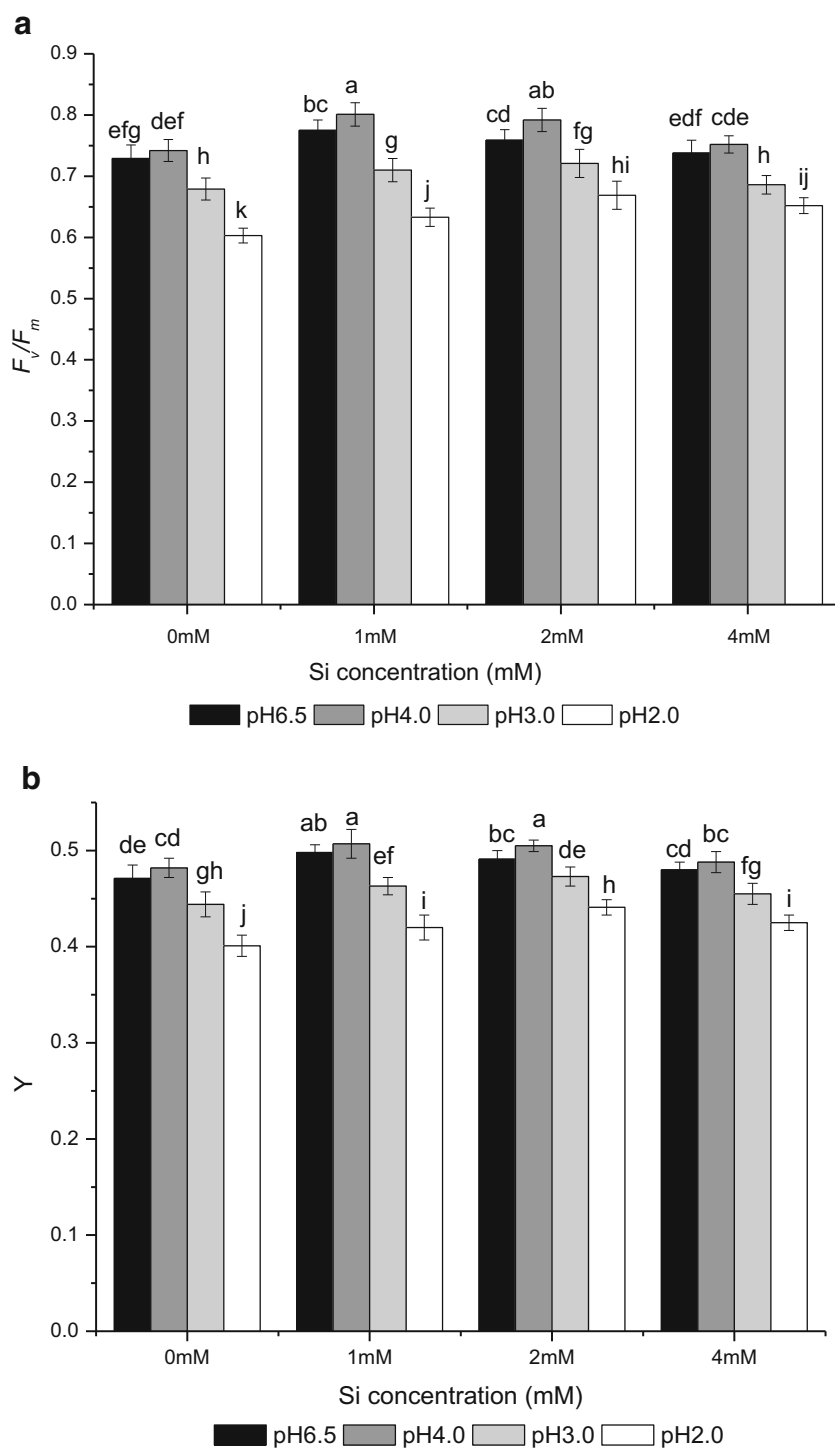 a
0.9
0.8
0.7
0.6
0.5
0.4
0.3
0.2
0.1
0.0
Fv/Fm
efg def h k
bc a g j
cd ab fg hi
edf cde h ij
0mM 1mM 2mM 4mM
Si concentration (mM)
pH6.5 pH4.0 pH3.0 pH2.0
b
0.5
0.4
0.3
0.2
0.1
0.0
Y
de cd gh j
ab a ef i
bc a de h
cd bc fg i
0mM 1mM 2mM 4mM
Si concentration (mM)
pH6.5 pH4.0 pH3.0 pH2.0